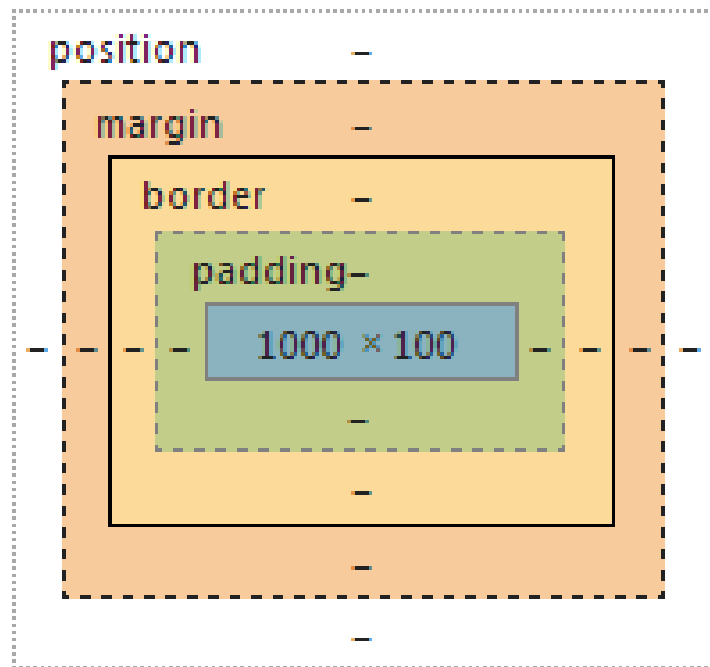 position –
margin –
border –
padding –
– – – – 1000 × 100 – – – –
–
–
–
–